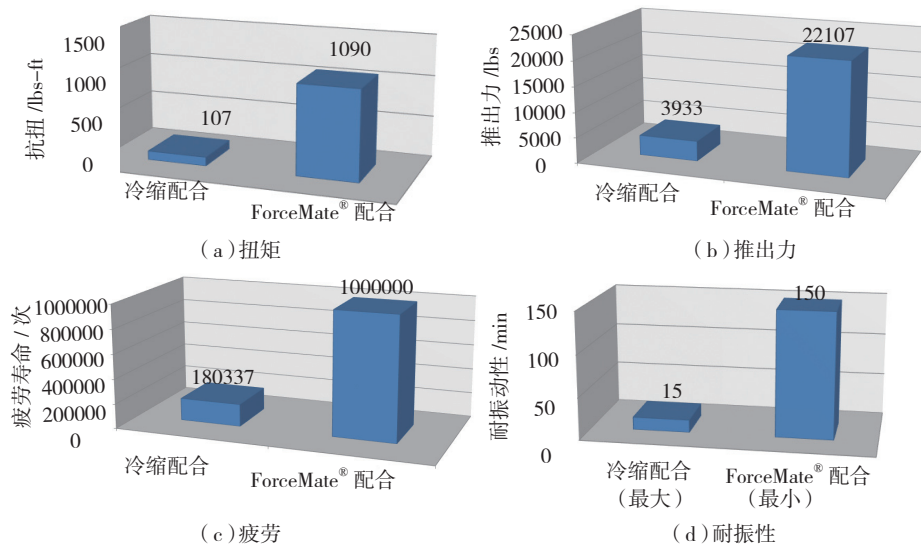 1500
1000
500
0
抗扭 /lbs-ft
107
1090
冷缩配合
ForceMate® 配合
（a）扭矩
25000
20000
15000
10000
5000
0
推出力 /lbs
3933
22107
冷缩配合
ForceMate® 配合
（b）推出力
1000000
800000
600000
400000
200000
0
疲劳寿命 / 次
180337
1000000
冷缩配合
ForceMate® 配合
（c）疲劳
150
100
50
0
耐振动性 /min
15
150
冷缩配合
（最大）
ForceMate® 配合
（最小）
（d）耐振性